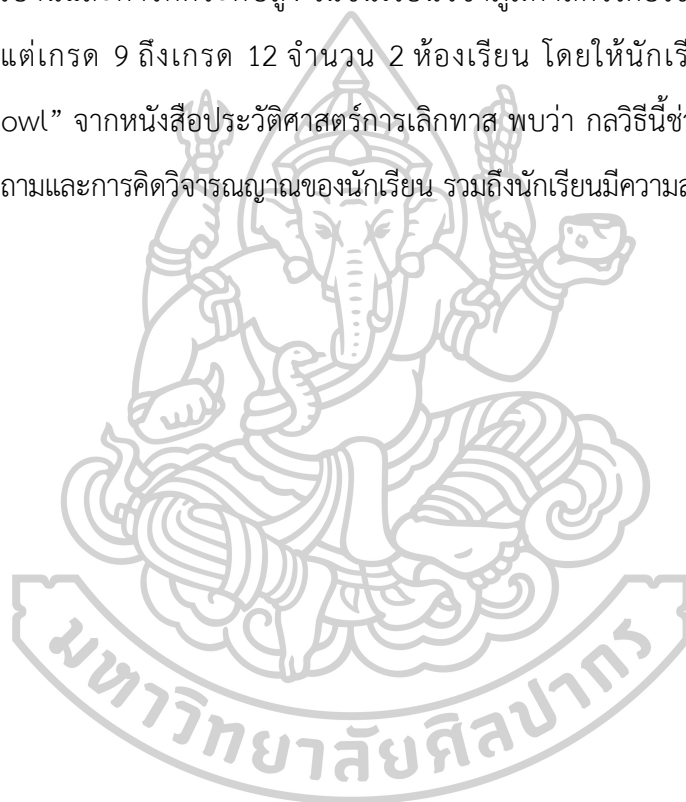 แต่เกรด 9 ถึงเกรด 12 จำนวน 2 ห้องเรียน โดยให้นักเรี
owl” จากหนังสือประวัติศาสตร์การเลิกทาส พบว่า กลวิธีนี้ช่
ถามและการคิดวิจารณญาณของนักเรียน รวมถึงนักเรียนมีความส
มหาวิทยาลัยศิลปากร